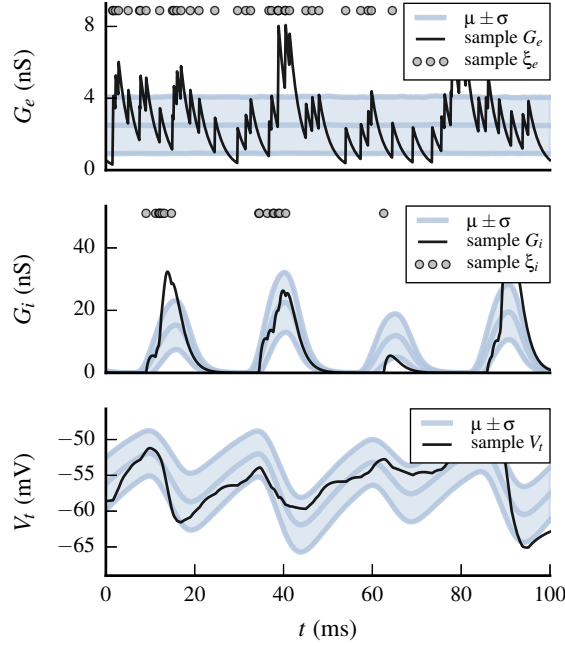 8
4
0
G_e (nS)
μ ± σ
sample G_e
sample ξ_e
40
20
0
G_i (nS)
μ ± σ
sample G_i
sample ξ_i
−50
−55
−60
−65
V_t (mV)
μ ± σ
sample V_t
0 20 40 60 80 100
t (ms)